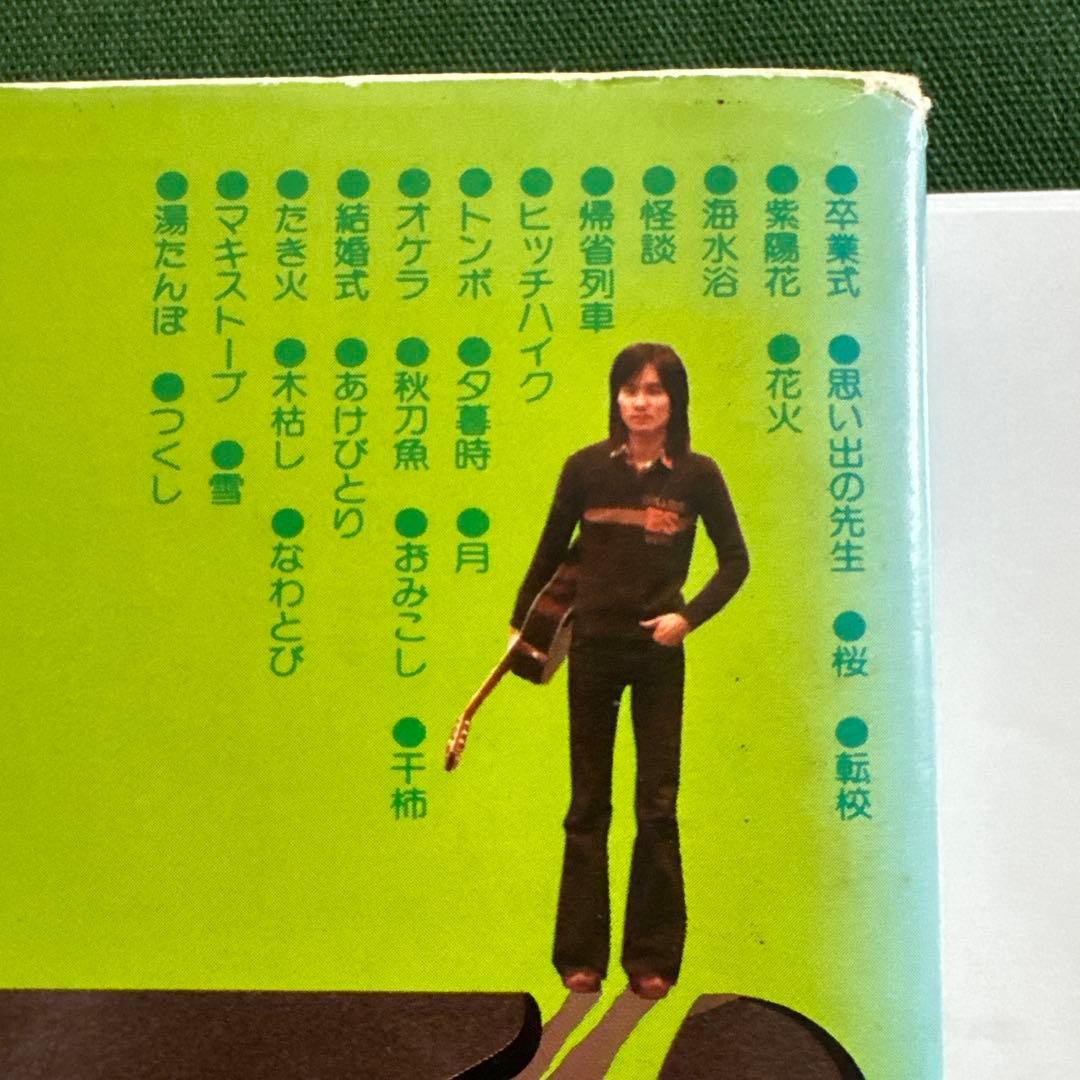 ●卒業式 ●思い出の先生 ●桜 ●転校
●紫陽花 ●花火
●海水浴
●怪談
●帰省列車
●ヒッチハイク
●トンボ ●夕暮時 ●月
●オケラ ●秋刀魚 ●おみこし ●干柿
●結婚式 ●あけびとり
●たき火 ●木枯し ●なわとび
●マキストーブ ●雪
●湯たんぽ ●つくし